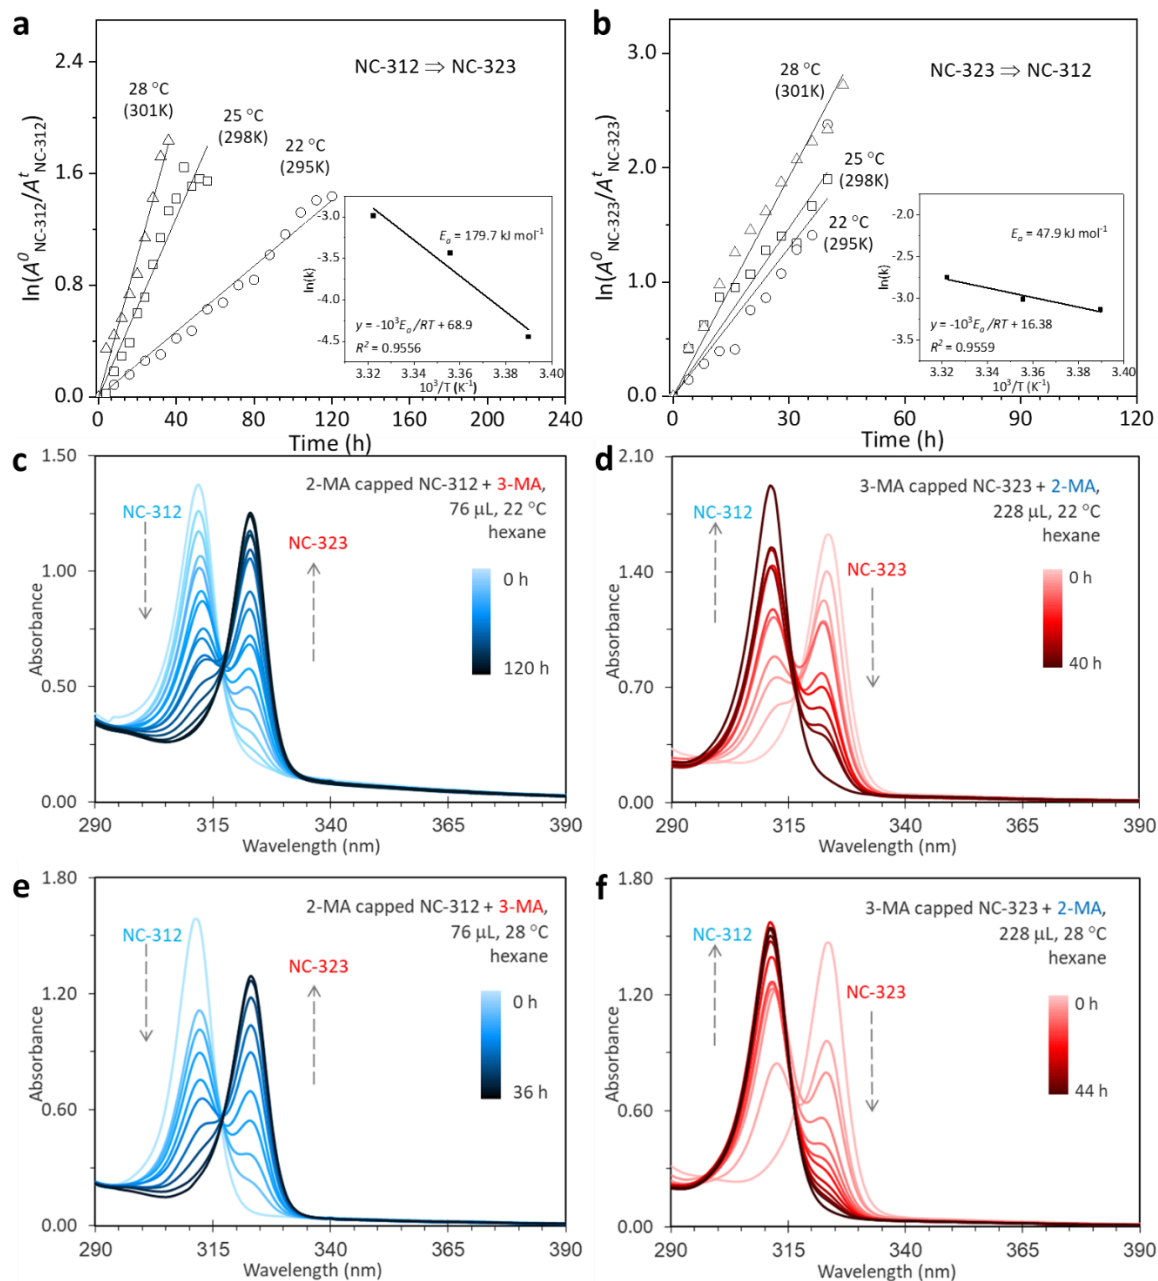 a
ln(A⁰NC-312/AᵗNC-312)
2.4
1.6
0.8
0.0
NC-312 ⇒ NC-323
28 °C
(301K)
25 °C
(298K)
22 °C
(295K)
ln(k)
-3.0
-3.5
-4.0
-4.5
Eₐ = 179.7 kJ mol⁻¹
y = -10³Eₐ/RT + 68.9
R² = 0.9556
3.32 3.34 3.36 3.38 3.40
10³/T (K⁻¹)
0 40 80 120 160 200 240
Time (h)
b
ln(A⁰NC-323/AᵗNC-323)
3.0
2.0
1.0
0.0
NC-323 ⇒ NC-312
28 °C
(301K)
25 °C
(298K)
22 °C
(295K)
ln(k)
-2.0
-2.5
-3.0
-3.5
Eₐ = 47.9 kJ mol⁻¹
y = -10³Eₐ/RT + 16.38
R² = 0.9559
3.32 3.34 3.36 3.38 3.40
10³/T (K⁻¹)
0 30 60 90 120
Time (h)
c
Absorbance
1.50
1.00
0.50
0.00
2-MA capped NC-312 + 3-MA,
76 µL, 22 °C
hexane
NC-312
NC-323
0 h
120 h
290 315 340 365 390
Wavelength (nm)
d
Absorbance
2.10
1.40
0.70
0.00
3-MA capped NC-323 + 2-MA,
228 µL, 22 °C
hexane
NC-312
NC-323
0 h
40 h
290 315 340 365 390
Wavelength (nm)
e
Absorbance
1.80
1.20
0.60
0.00
2-MA capped NC-312 + 3-MA,
76 µL, 28 °C
hexane
NC-312
NC-323
0 h
36 h
290 315 340 365 390
Wavelength (nm)
f
Absorbance
1.80
1.20
0.60
0.00
3-MA capped NC-323 + 2-MA,
228 µL, 28 °C
hexane
NC-312
NC-323
0 h
44 h
290 315 340 365 390
Wavelength (nm)